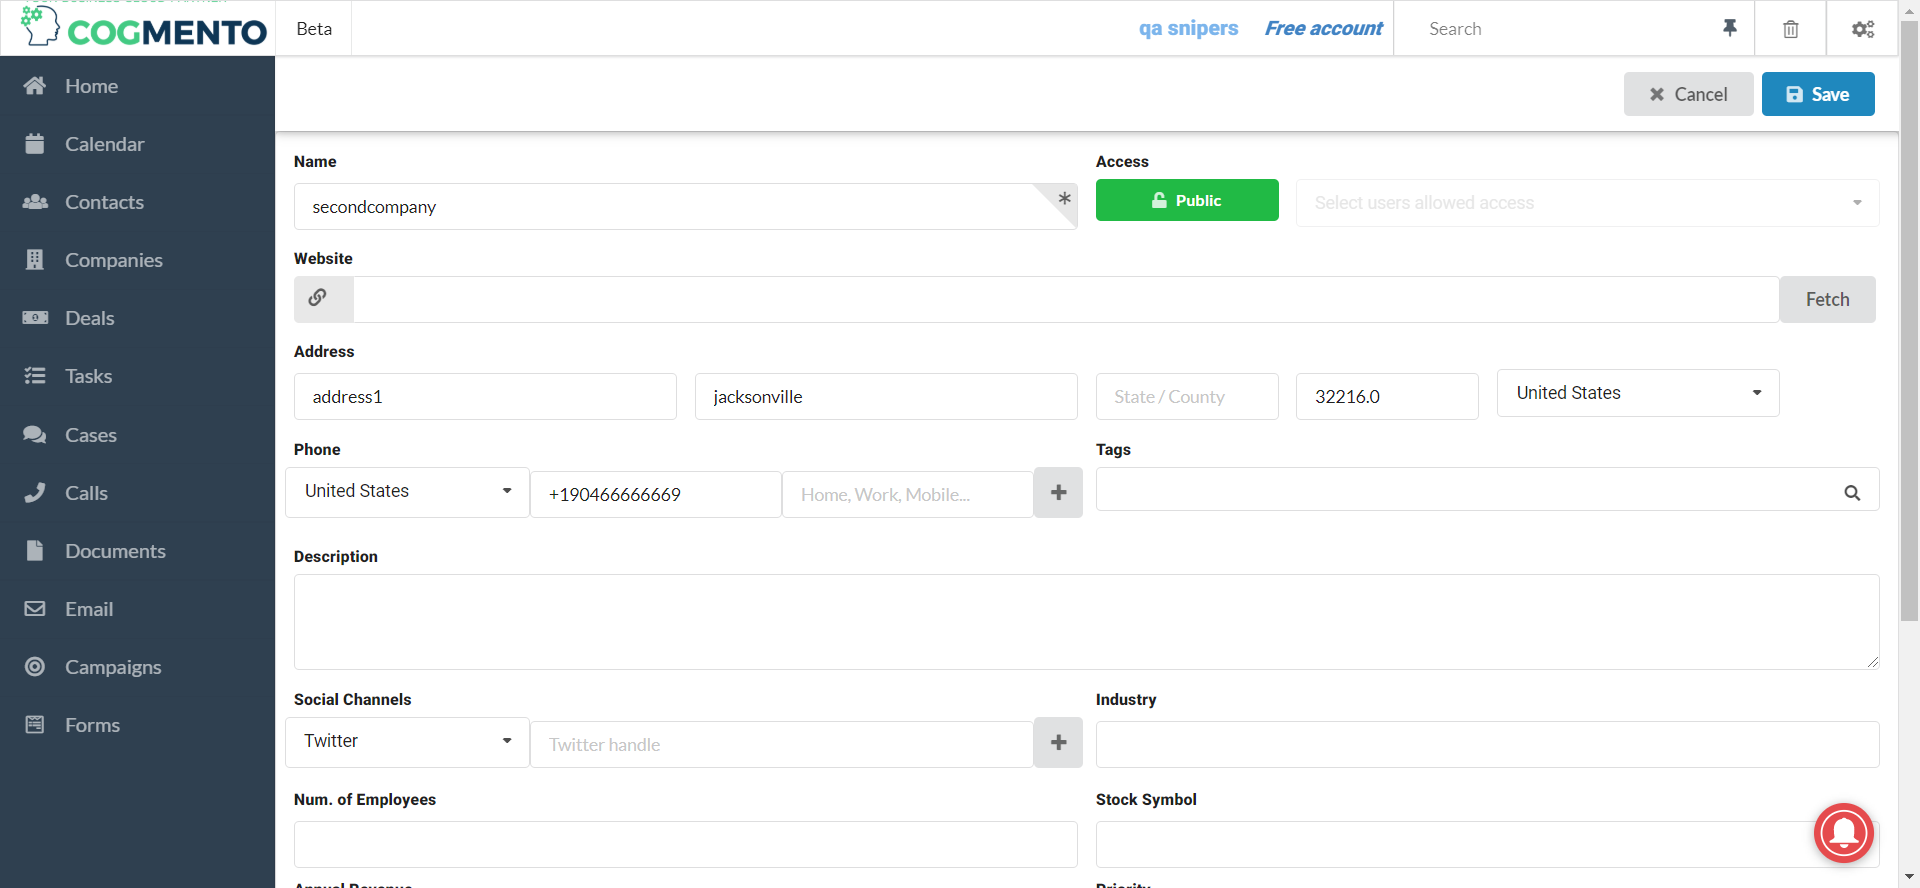 COGMENTO
Beta
qa snipers
Free account
Search
Home
Calendar
Contacts
Companies
Deals
Tasks
Cases
Calls
Documents
Email
Campaigns
Forms
Cancel
Save
Name
Access
secondcompany
*
Public
Select users allowed access
Website
Fetch
Address
address1
jacksonville
State / County
32216.0
United States
Phone
Tags
United States
+190466666669
Home, Work, Mobile...
Description
Social Channels
Industry
Twitter
Twitter handle
Num. of Employees
Stock Symbol
Annual Revenue
Priority